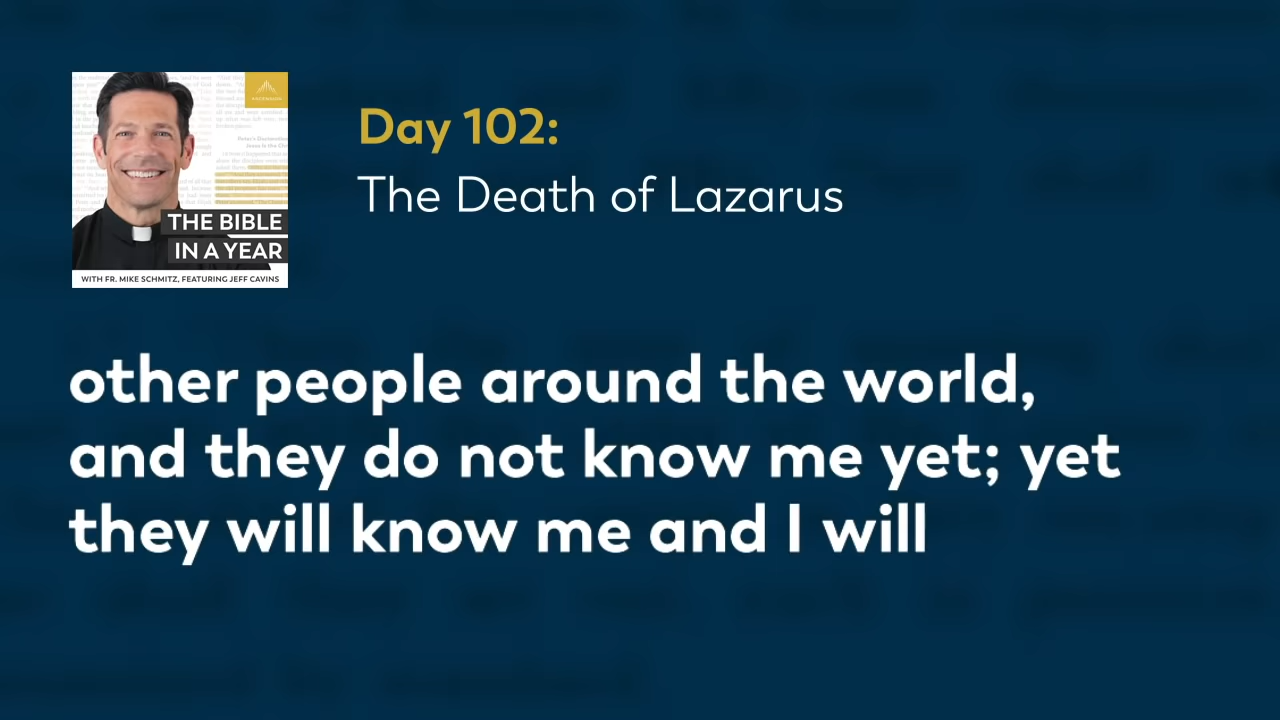 Day 102:
The Death of Lazarus
THE BIBLE
IN A YEAR
WITH FR. MIKE SCHMITZ, FEATURING JEFF CAVINS
other people around the world,
and they do not know me yet; yet
they will know me and I will